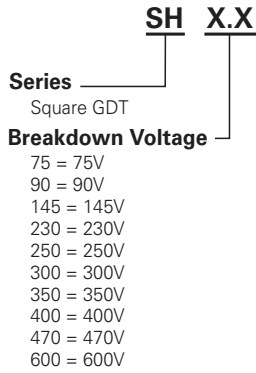 SH X.X
Series
Square GDT
Breakdown Voltage
75 = 75V
90 = 90V
145 = 145V
230 = 230V
250 = 250V
300 = 300V
350 = 350V
400 = 400V
470 = 470V
600 = 600V